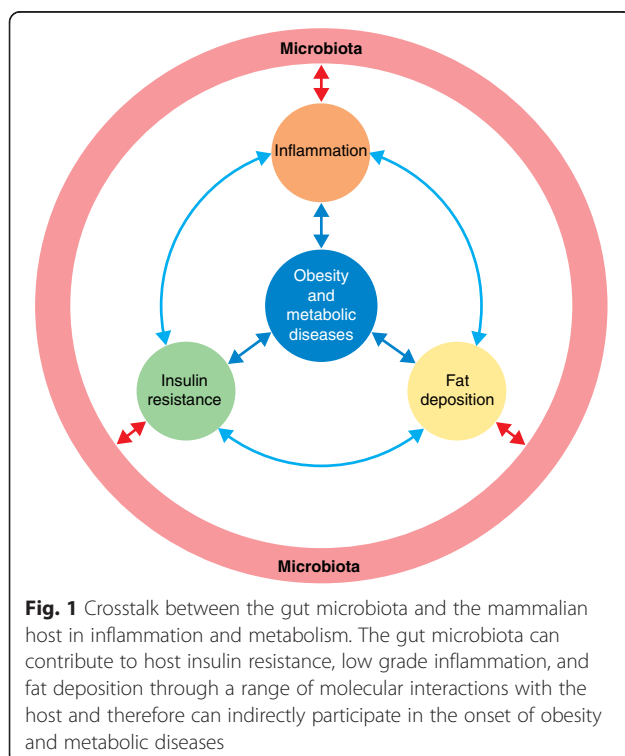 Microbiota
Inflammation
Obesity
and
metabolic
diseases
Insulin
resistance
Fat
deposition
Microbiota
Fig. 1 Crosstalk between the gut microbiota and the mammalian
host in inflammation and metabolism. The gut microbiota can
contribute to host insulin resistance, low grade inflammation, and
fat deposition through a range of molecular interactions with the
host and therefore can indirectly participate in the onset of obesity
and metabolic diseases